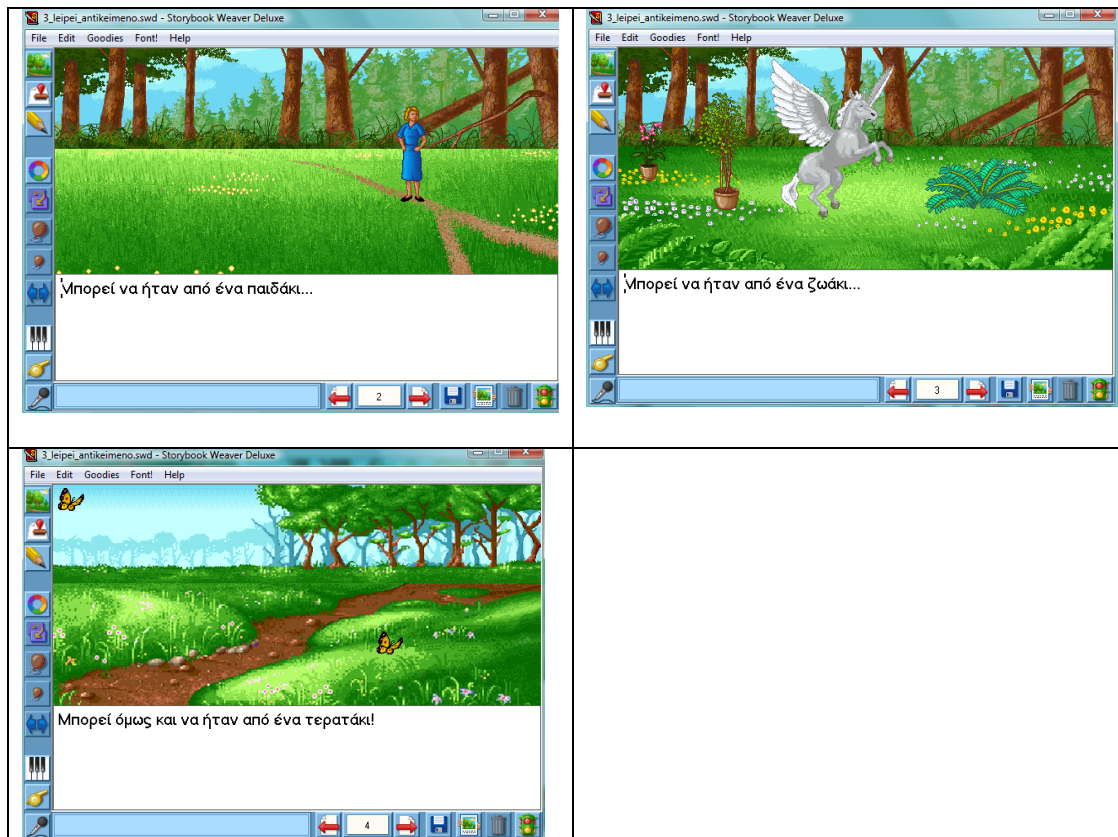 3_leipei_antikeimeno.swd - Storybook Weaver Deluxe
File Edit Goodies Font! Help
Μπορεί να ήταν από ένα παιδάκι...
2
3_leipei_antikeimeno.swd - Storybook Weaver Deluxe
File Edit Goodies Font! Help
Μπορεί να ήταν από ένα ζωάκι...
3
3_leipei_antikeimeno.swd - Storybook Weaver Deluxe
File Edit Goodies Font! Help
Μπορεί όμως και να ήταν από ένα τερατάκι!
4